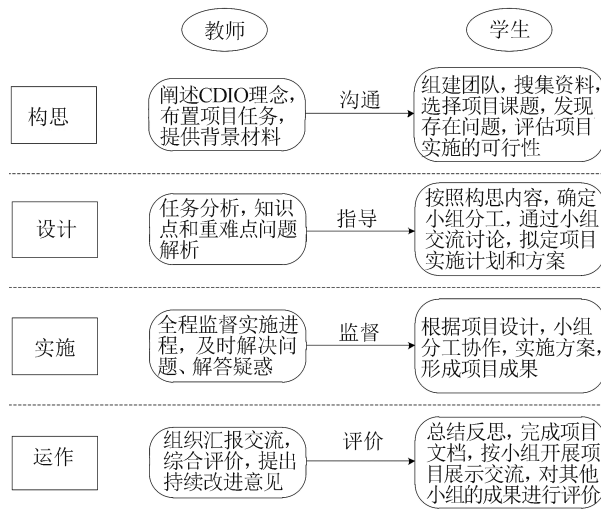 教师
学生
构思
阐述CDIO理念，
布置项目任务，
提供背景材料
沟通
组建团队，搜集资料，
选择项目课题，发现
存在问题，评估项目
实施的可行性
设计
任务分析，知识
点和重难点问题
解析
指导
按照构思内容，确定
小组分工，通过小组
交流讨论，拟定项目
实施计划和方案
实施
全程监督实施进
程，及时解决问
题、解答疑惑
监督
根据项目设计，小组
分工协作，实施方案，
形成项目成果
运作
组织汇报交流，
综合评价，提出
持续改进意见
评价
总结反思，完成项目
文档，按小组开展项
目展示交流，对其他
小组的成果进行评价